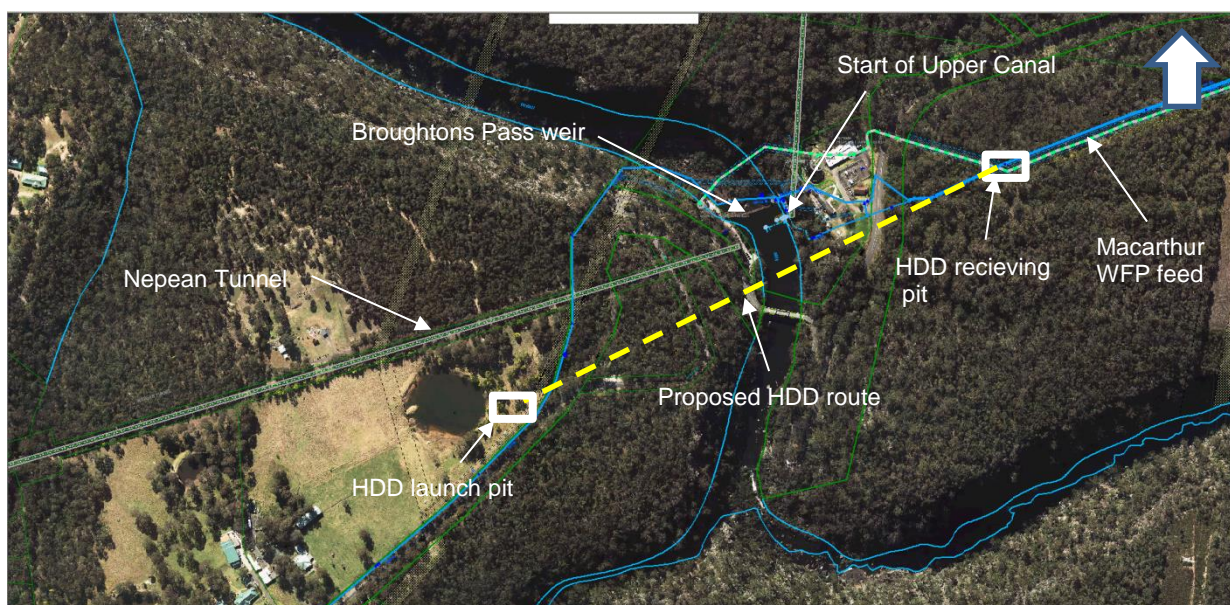 Start of Upper Canal
Broughtons Pass weir
Nepean Tunnel
HDD recieving
pit
Macarthur
WFP feed
Proposed HDD route
HDD launch pit